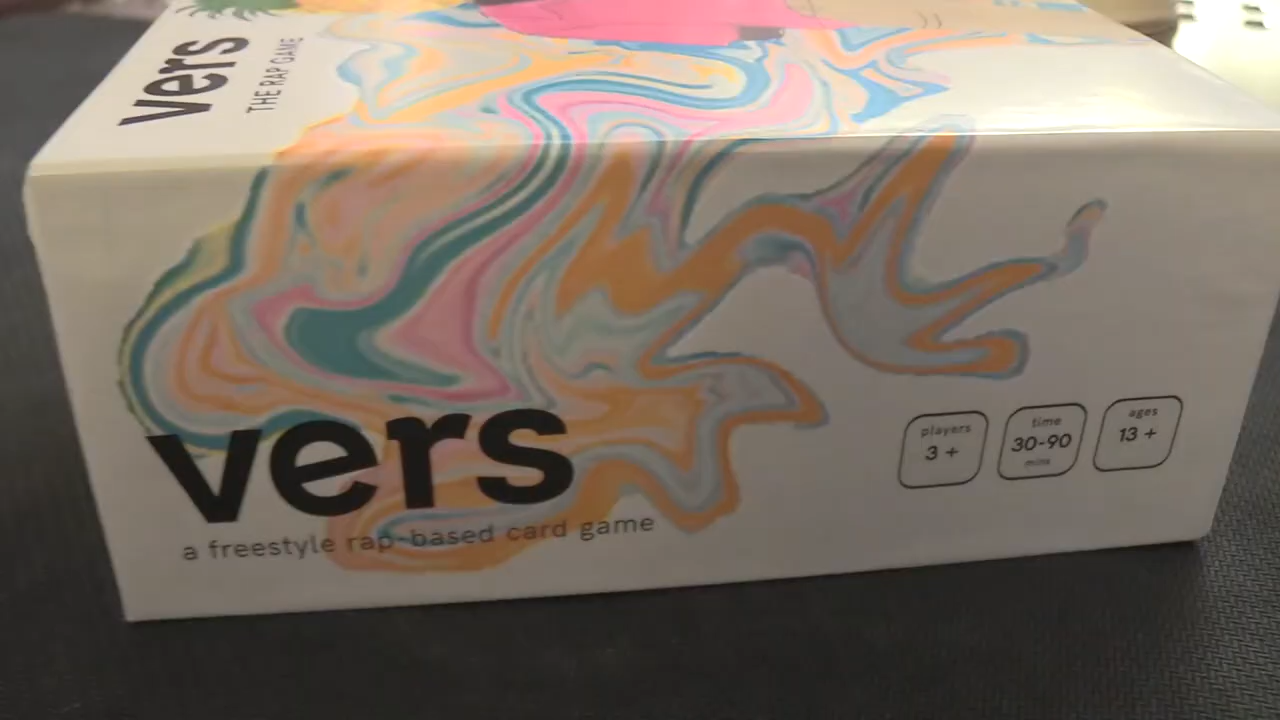 vers
THE RAP GAME
vers
a freestyle rap-based card game
players
3 +
time
30-90
mins
ages
13 +